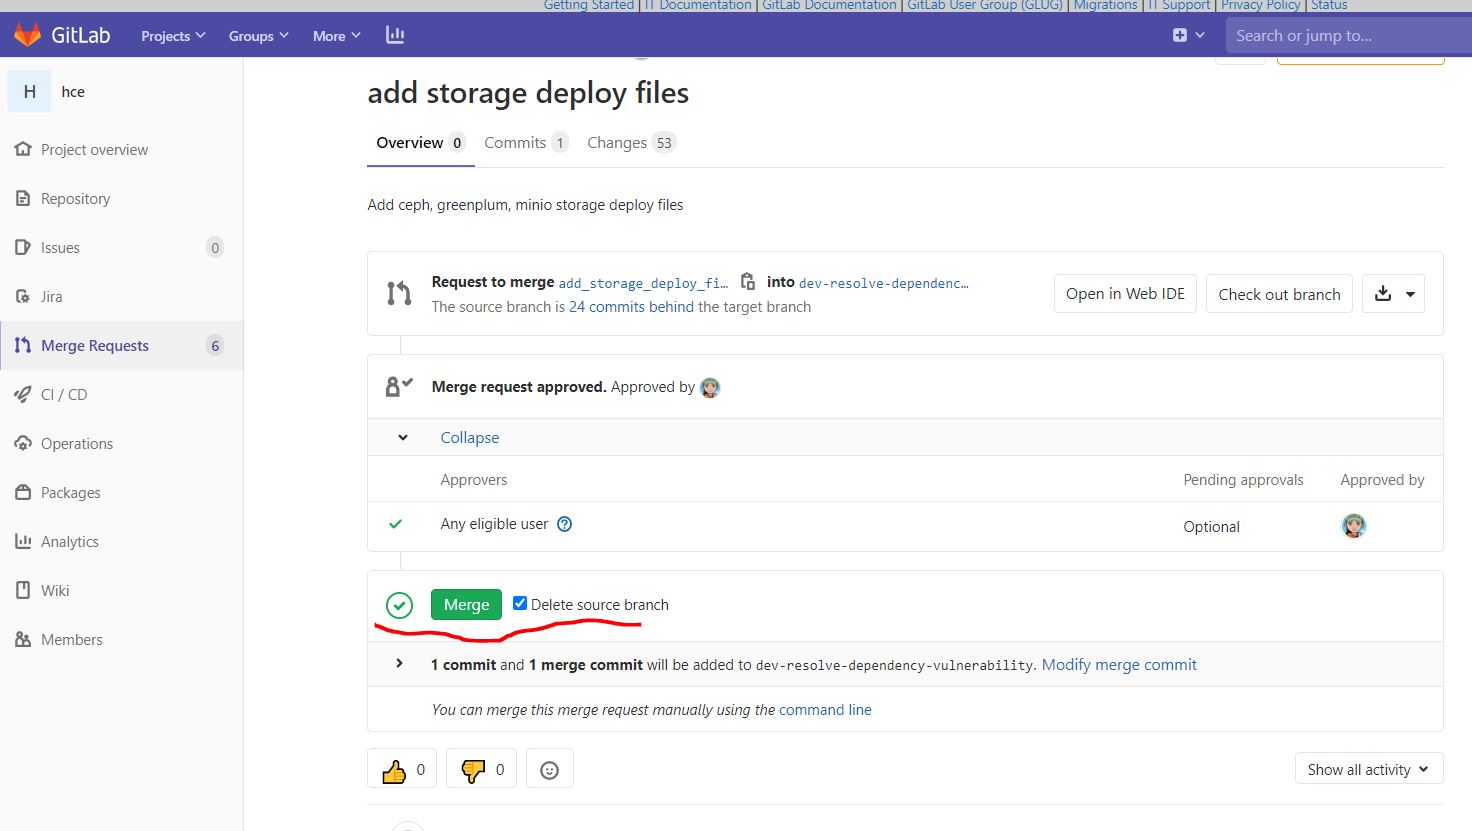 Getting Started | IT Documentation | GitLab Documentation | GitLab User Group (GLUG) | Migrations | IT Support | Privacy Policy | Status
GitLab Projects Groups More Search or jump to...
H hce
Project overview
Repository
Issues 0
Jira
Merge Requests 6
CI / CD
Operations
Packages
Analytics
Wiki
Members
add storage deploy files
Overview 0 Commits 1 Changes 53
Add ceph, greenplum, minio storage deploy files
Request to merge add_storage_deploy_fi… into dev-resolve-dependenc…
The source branch is 24 commits behind the target branch
Open in Web IDE Check out branch
Merge request approved. Approved by
Collapse
Approvers Pending approvals Approved by
Any eligible user Optional
Merge Delete source branch
1 commit and 1 merge commit will be added to dev-resolve-dependency-vulnerability. Modify merge commit
You can merge this merge request manually using the command line
0 0
Show all activity